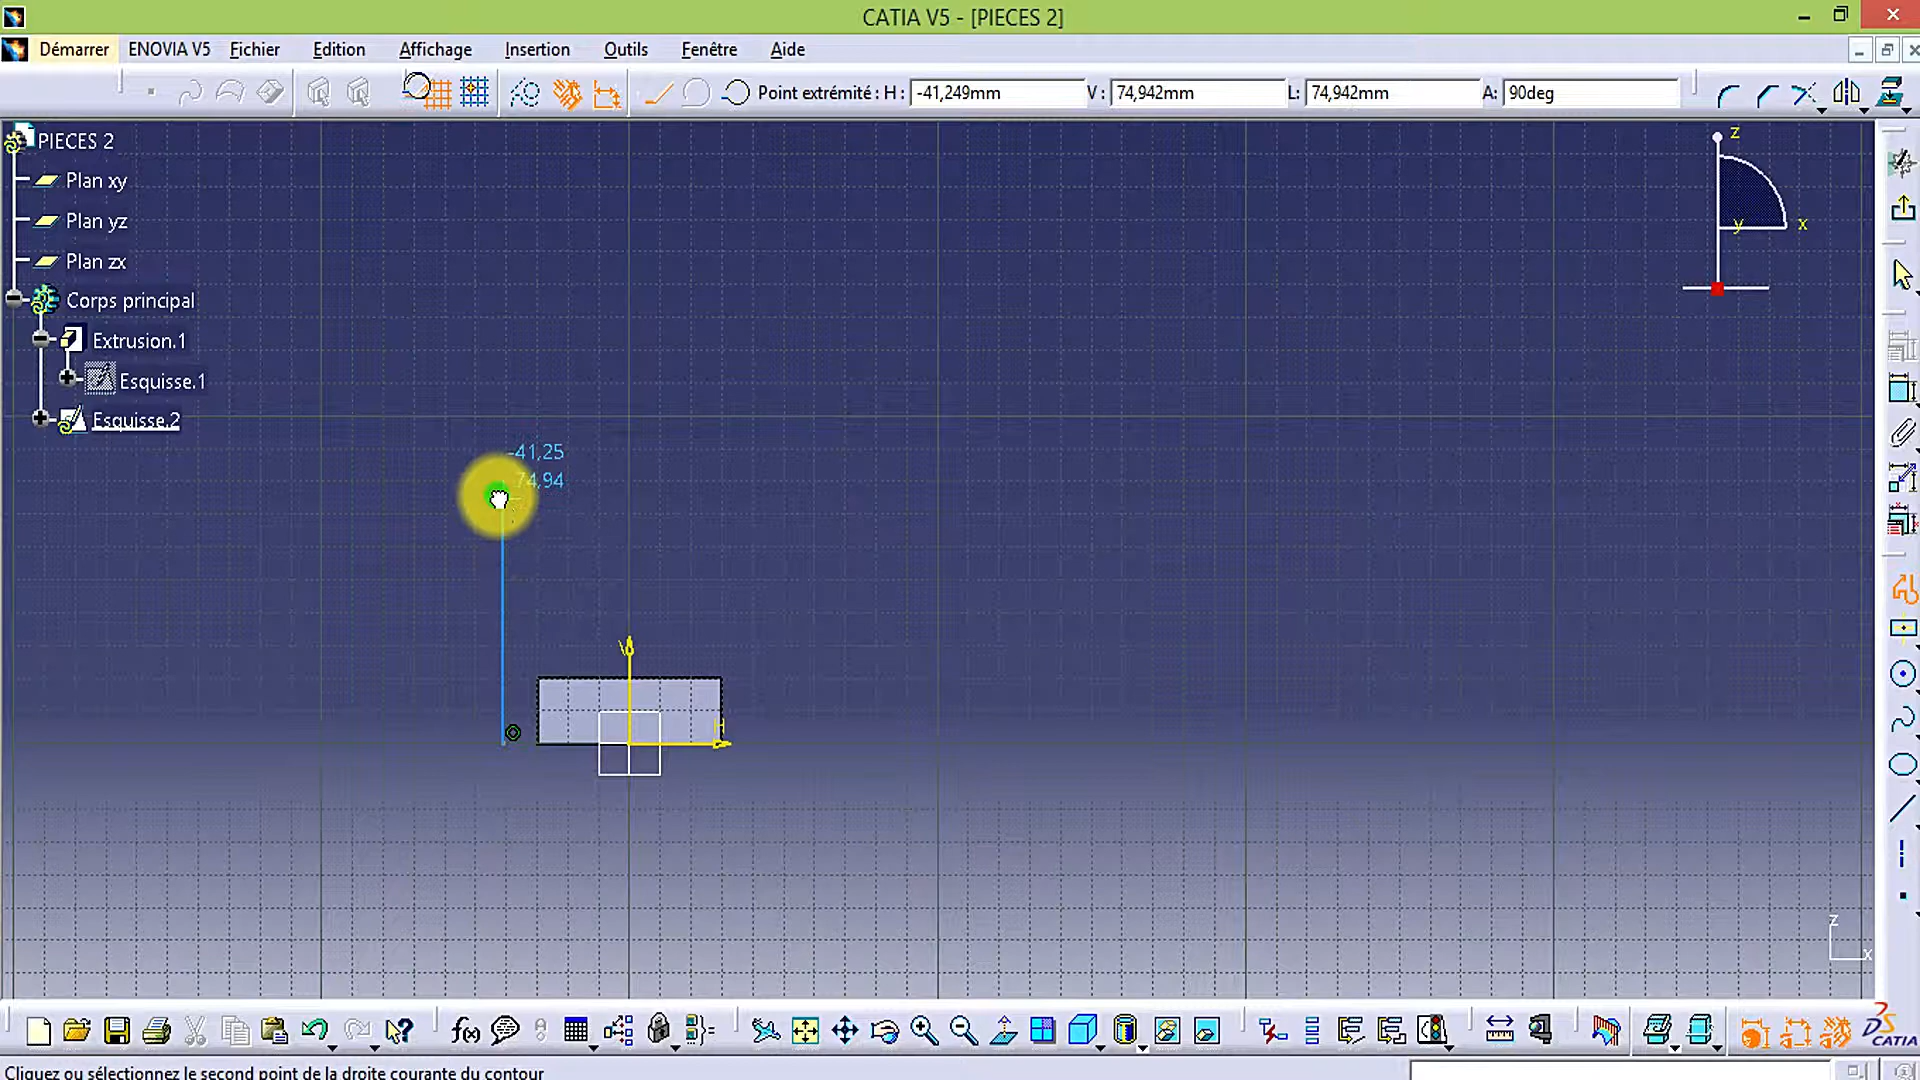 CATIA V5 - [PIECES 2]
Démarrer ENOVIA V5 Fichier Edition Affichage Insertion Outils Fenêtre Aide
Point extrémité : H : -41,249mm V : 74,942mm L: 74,942mm A: 90deg
PIECES 2
Plan xy
Plan yz
Plan zx
Corps principal
Extrusion.1
Esquisse.1
Esquisse.2
z
y
x
-41,25
74,94
V
H
z
x
f(x)
CATIA
Cliquez ou sélectionnez le second point de la droite courante du contour